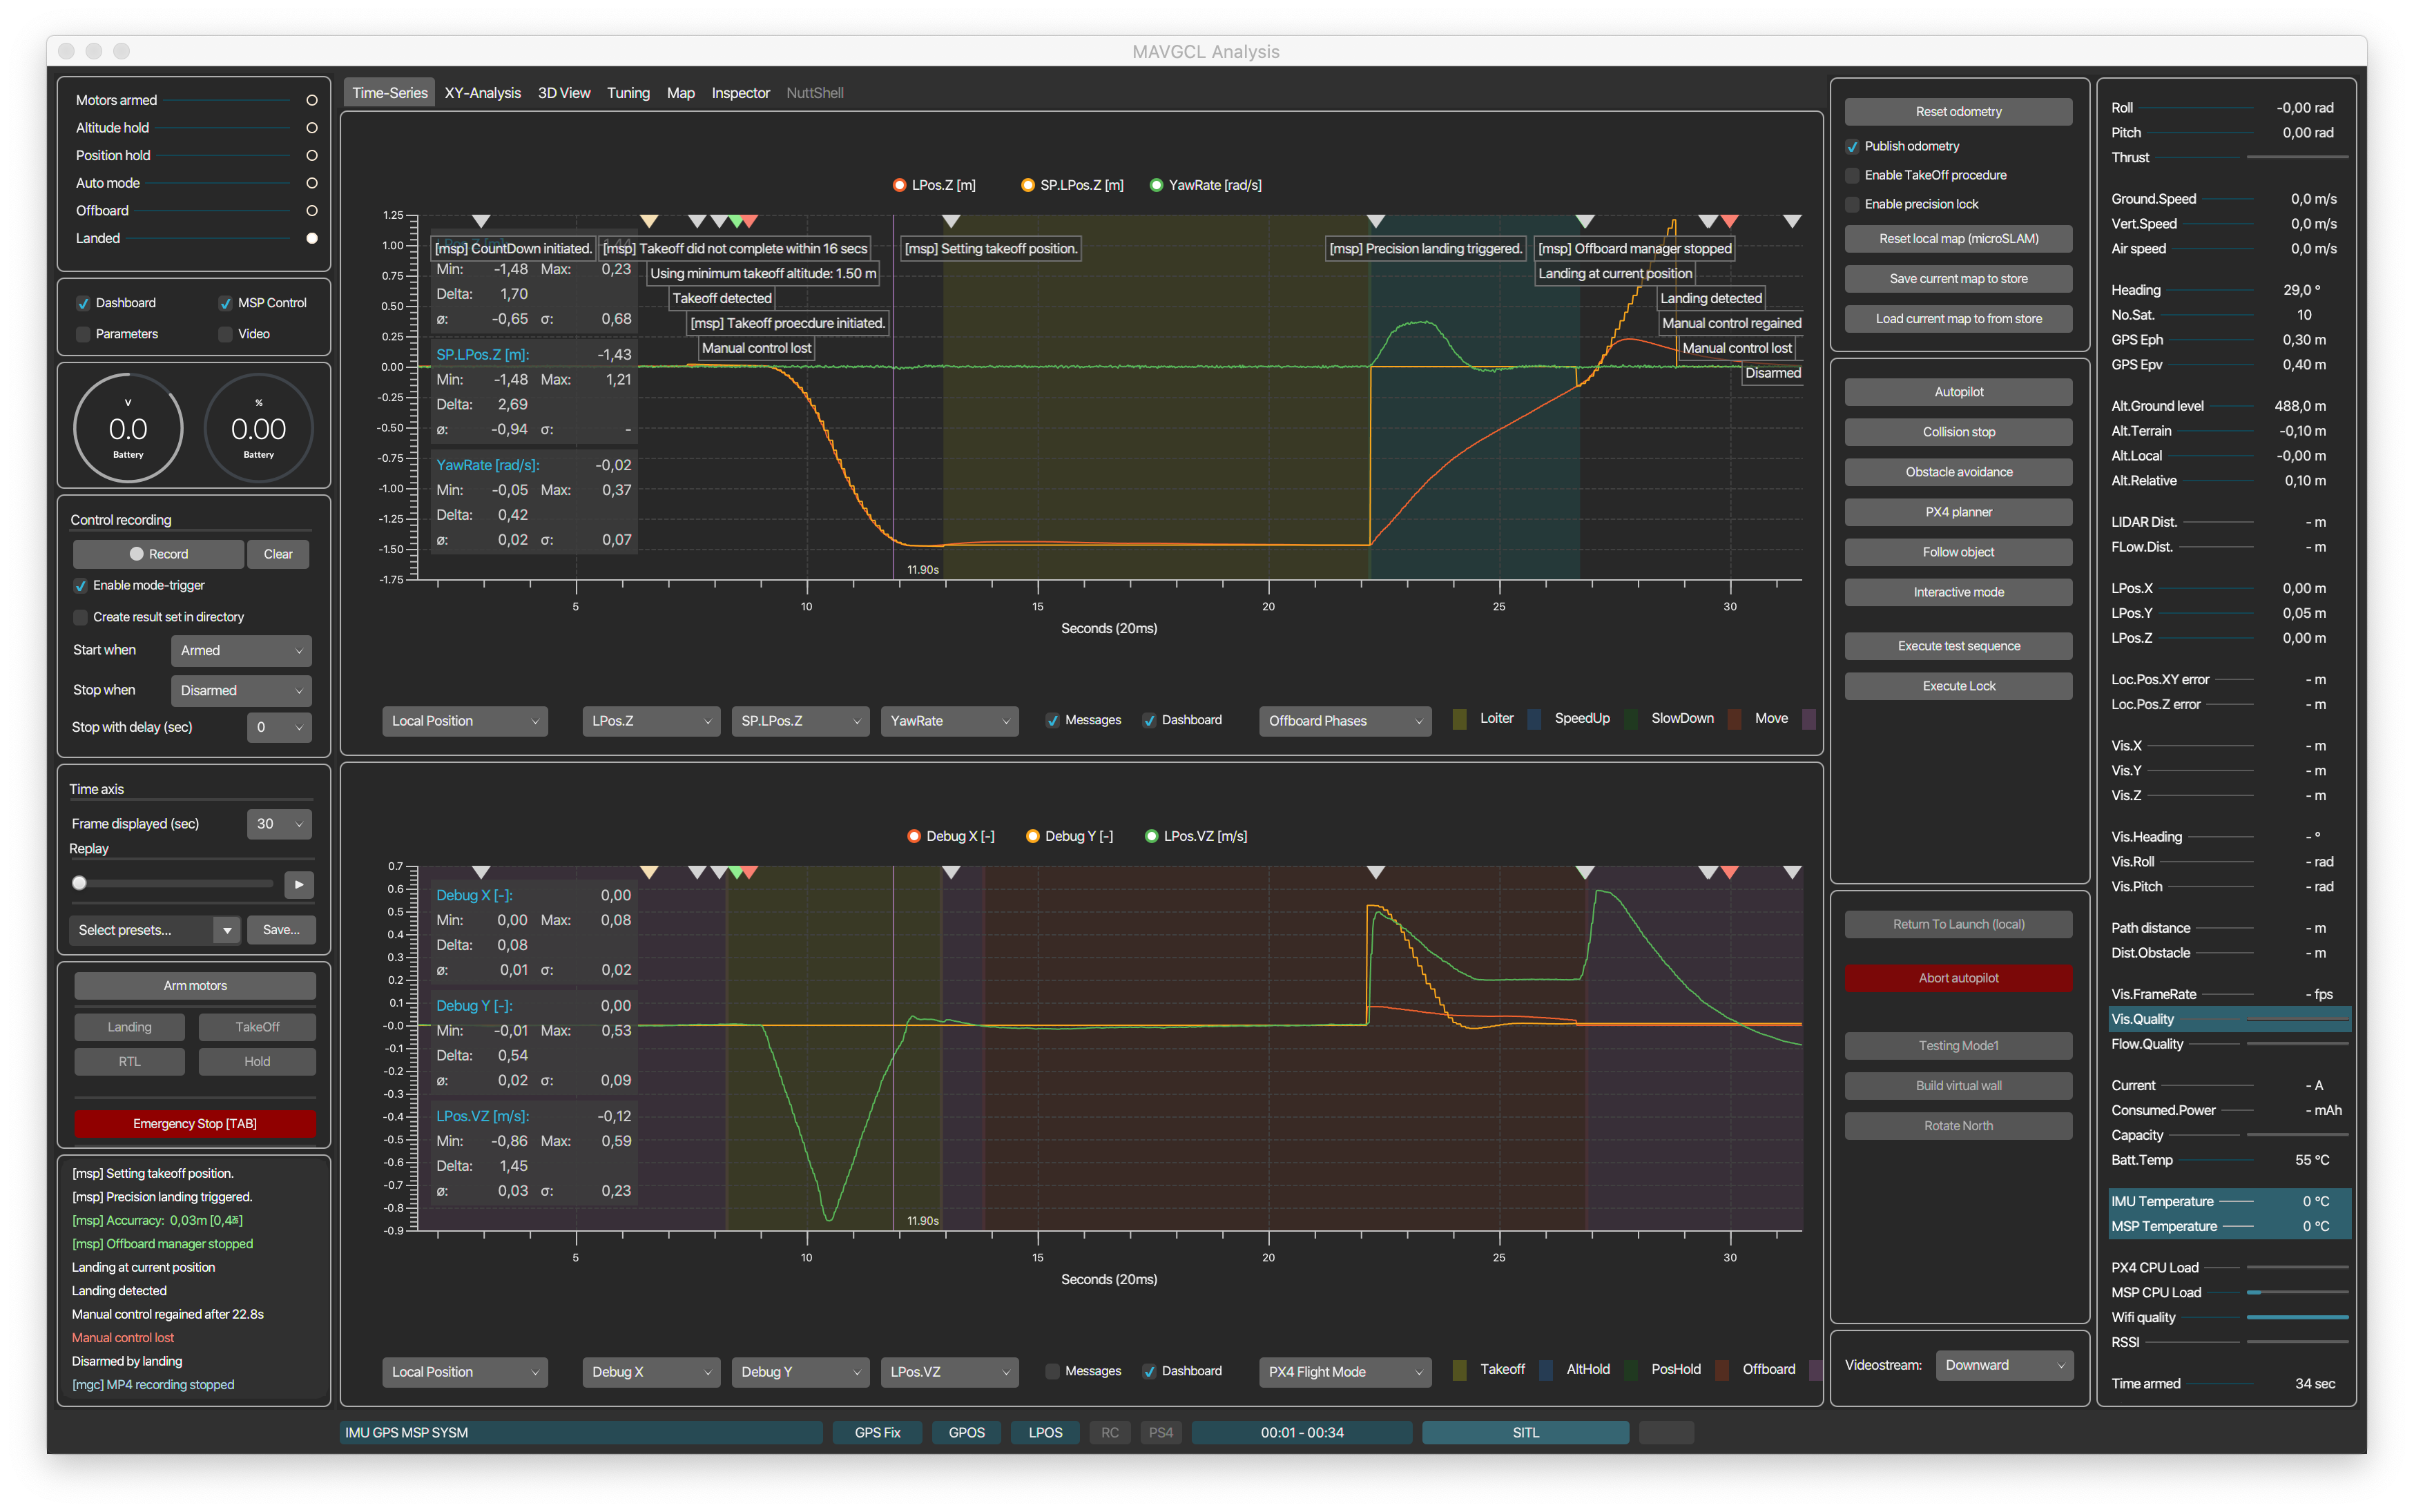 MAVGCL Analysis
Motors armed
Altitude hold
Position hold
Auto mode
Offboard
Landed
Dashboard MSP Control
Parameters Video
V
0.0
Battery
%
0.00
Battery
Control recording
Record Clear
Enable mode-trigger
Create result set in directory
Start when Armed
Stop when Disarmed
Stop with delay (sec) 0
Time axis
Frame displayed (sec) 30
Replay
Select presets... Save...
Arm motors
Landing TakeOff
RTL Hold
Emergency Stop [TAB]
[msp] Setting takeoff position.
[msp] Precision landing triggered.
[msp] Accurracy: 0,03m
[msp] Offboard manager stopped
Landing at current position
Landing detected
Manual control regained after 22.8s
Manual control lost
Disarmed by landing
[mgc] MP4 recording stopped
Time-Series XY-Analysis 3D View Tuning Map Inspector NuttShell
LPos.Z [m] SP.LPos.Z [m] YawRate [rad/s]
1.25
1.00
0.75
0.50
0.25
0.00
-0.25
-0.50
-0.75
-1.00
-1.25
-1.50
-1.75
[msp] CountDown initiated. [msp] Takeoff did not complete within 16 secs [msp] Setting takeoff position. [msp] Precision landing triggered. [msp] Offboard manager stopped
Using minimum takeoff altitude: 1.50 m Landing at current position
Takeoff detected Landing detected
[msp] Takeoff proecdure initiated. Manual control regained
Manual control lost Manual control lost
Disarmed
Min: -1,48 Max: 0,23
Delta: 1,70
ø: -0,65 σ: 0,68
SP.LPos.Z [m]: -1,43
Min: -1,48 Max: 1,21
Delta: 2,69
ø: -0,94 σ: -
YawRate [rad/s]: -0,02
Min: -0,05 Max: 0,37
Delta: 0,42
ø: 0,02 σ: 0,07
11.90s
5 10 15 20 25 30
Seconds (20ms)
Local Position LPos.Z SP.LPos.Z YawRate Messages Dashboard Offboard Phases Loiter SpeedUp SlowDown Move
Debug X [-] Debug Y [-] LPos.VZ [m/s]
0.7
0.6
0.5
0.4
0.3
0.2
0.1
-0.0
-0.1
-0.2
-0.3
-0.4
-0.5
-0.6
-0.7
-0.8
-0.9
Debug X [-]: 0,00
Min: 0,00 Max: 0,08
Delta: 0,08
ø: 0,01 σ: 0,02
Debug Y [-]: 0,00
Min: -0,01 Max: 0,53
Delta: 0,54
ø: 0,02 σ: 0,09
LPos.VZ [m/s]: -0,12
Min: -0,86 Max: 0,59
Delta: 1,45
ø: 0,03 σ: 0,23
11.90s
5 10 15 20 25 30
Seconds (20ms)
Local Position Debug X Debug Y LPos.VZ Messages Dashboard PX4 Flight Mode Takeoff AltHold PosHold Offboard
Reset odometry
Publish odometry
Enable TakeOff procedure
Enable precision lock
Reset local map (microSLAM)
Save current map to store
Load current map to from store
Autopilot
Collision stop
Obstacle avoidance
PX4 planner
Follow object
Interactive mode
Execute test sequence
Execute Lock
Return To Launch (local)
Abort autopilot
Testing Mode1
Build virtual wall
Rotate North
Videostream: Downward
Roll -0,00 rad
Pitch 0,00 rad
Thrust
Ground.Speed 0,0 m/s
Vert.Speed 0,0 m/s
Air speed 0,0 m/s
Heading 29,0 °
No.Sat. 10
GPS Eph 0,30 m
GPS Epv 0,40 m
Alt.Ground level 488,0 m
Alt.Terrain -0,10 m
Alt.Local -0,00 m
Alt.Relative 0,10 m
LIDAR Dist. - m
FLow.Dist. - m
LPos.X 0,00 m
LPos.Y 0,05 m
LPos.Z 0,00 m
Loc.Pos.XY error - m
Loc.Pos.Z error - m
Vis.X - m
Vis.Y - m
Vis.Z - m
Vis.Heading - °
Vis.Roll - rad
Vis.Pitch - rad
Path distance - m
Dist.Obstacle - m
Vis.FrameRate - fps
Vis.Quality
Flow.Quality
Current - A
Consumed.Power - mAh
Capacity
Batt.Temp 55 °C
IMU Temperature 0 °C
MSP Temperature 0 °C
PX4 CPU Load
MSP CPU Load
Wifi quality
RSSI
Time armed 34 sec
IMU GPS MSP SYSM GPS Fix GPOS LPOS RC PS4 00:01 - 00:34 SITL